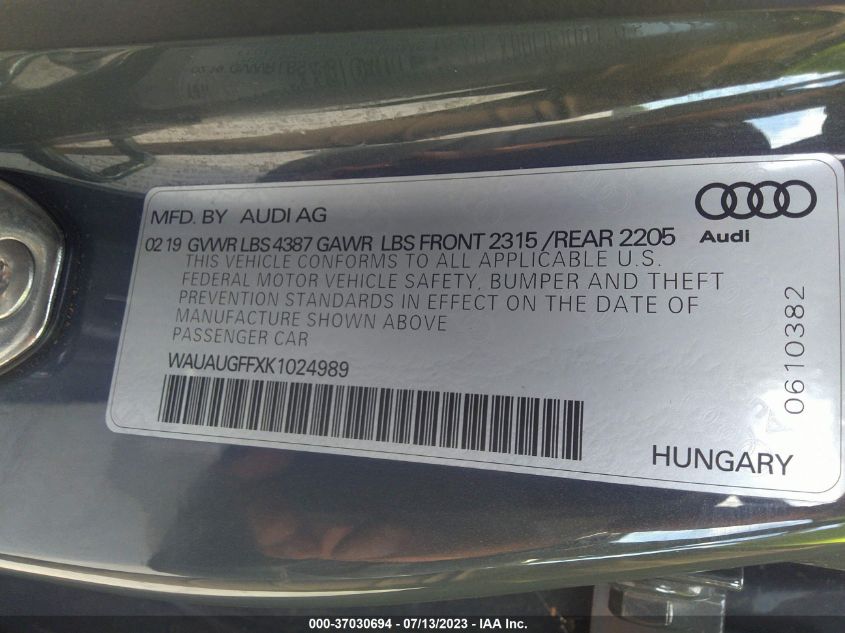 MFD. BY AUDI AG
02 19 GVWR LBS 4387 GAWR LBS FRONT 2315 /REAR 2205
THIS VEHICLE CONFORMS TO ALL APPLICABLE U.S.
FEDERAL MOTOR VEHICLE SAFETY, BUMPER AND THEFT
PREVENTION STANDARDS IN EFFECT ON THE DATE OF
MANUFACTURE SHOWN ABOVE
PASSENGER CAR
WAUAUGFFXK1024989
Audi
0610382
HUNGARY
000-37030694 - 07/13/2023 - IAA Inc.